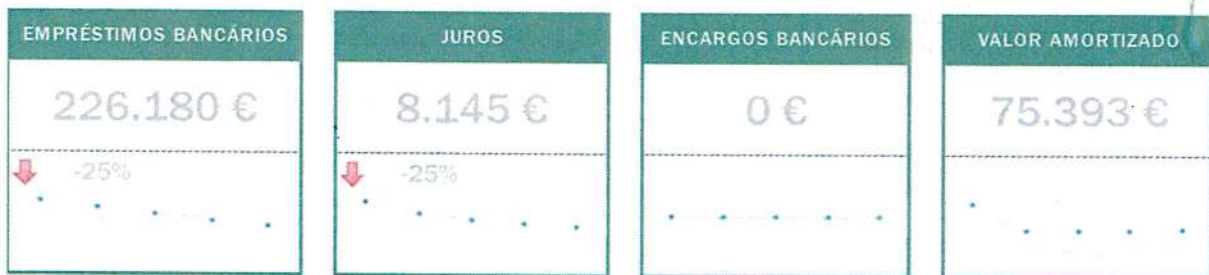 EMPRÉSTIMOS BANCÁRIOS
226.180 €
-25%
JUROS
8.145 €
-25%
ENCARGOS BANCÁRIOS
0 €
VALOR AMORTIZADO
75.393 €